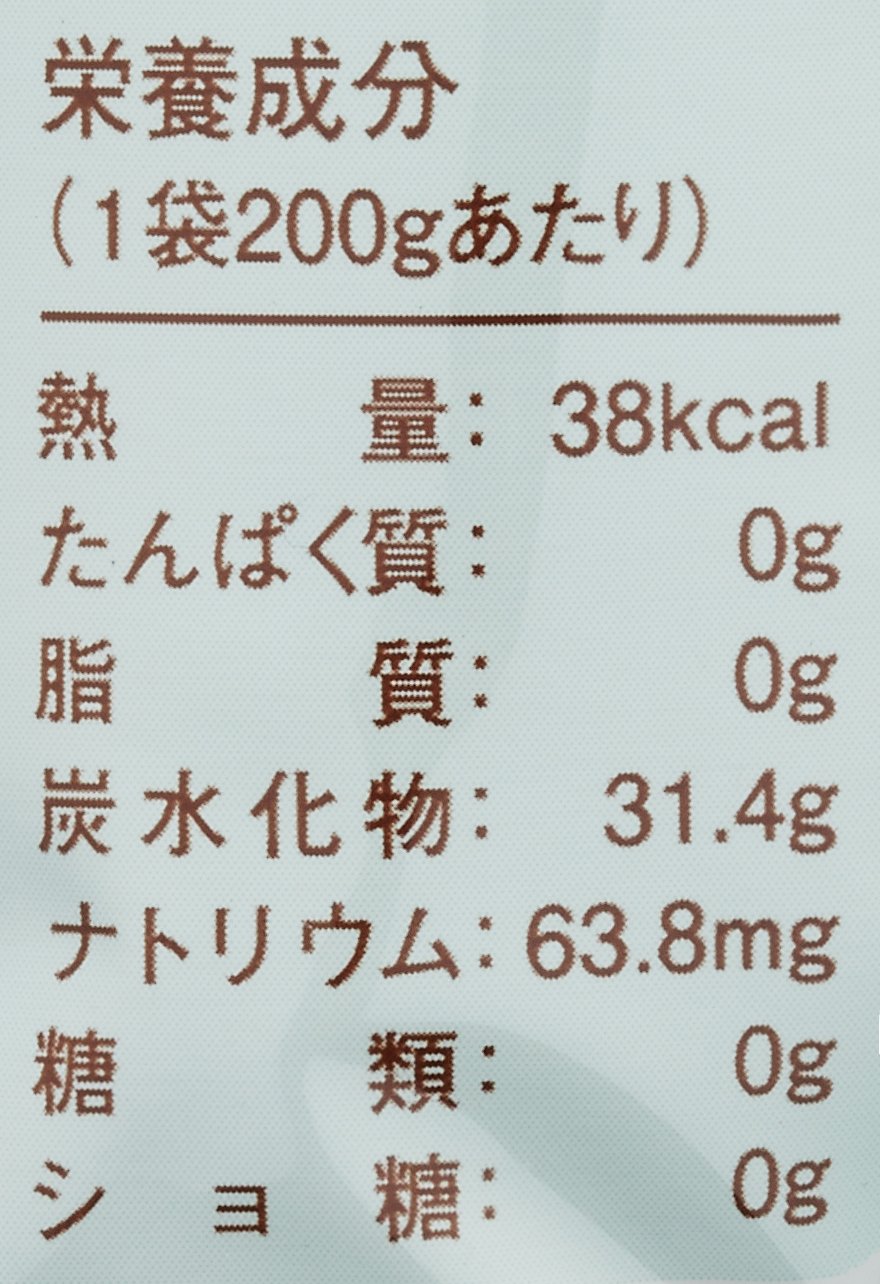 栄養成分
(1袋200gあたり)
熱量: 38kcal
たんぱく質: 0g
脂質: 0g
炭水化物: 31.4g
ナトリウム: 63.8mg
糖類: 0g
ショ糖: 0g